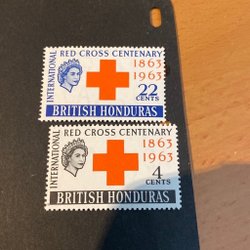 INTERNATIONAL RED CROSS CENTENARY
1863
1963
22
CENTS
BRITISH HONDURAS
INTERNATIONAL RED CROSS CENTENARY
1863
1963
4
CENTS
BRITISH HONDURAS